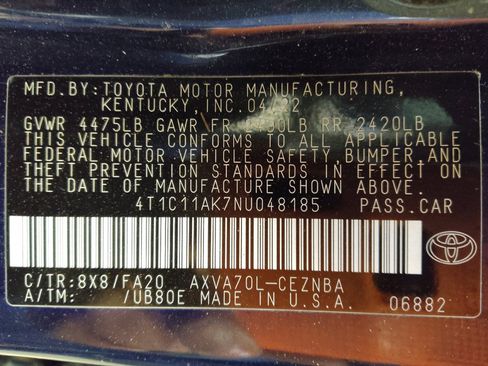 MFD.BY:TOYOTA MOTOR MANUFACTURING,
KENTUCKY,INC.04/22
GVWR 4475LB GAWR FR LB RR 2420LB
THIS VEHICLE CONFORMS TO ALL APPLICABLE
FEDERAL MOTOR VEHICLE SAFETY,BUMPER,AND
THEFT PREVENTION STANDARDS IN EFFECT ON
THE DATE OF MANUFACTURE SHOWN ABOVE.
4T1C11AK7NU048185 PASS.CAR
C/TR:8X8/FA20 AXVA70L-CEZNBA
A/TM: /UB80E MADE IN U.S.A. 06882
TOYOTA